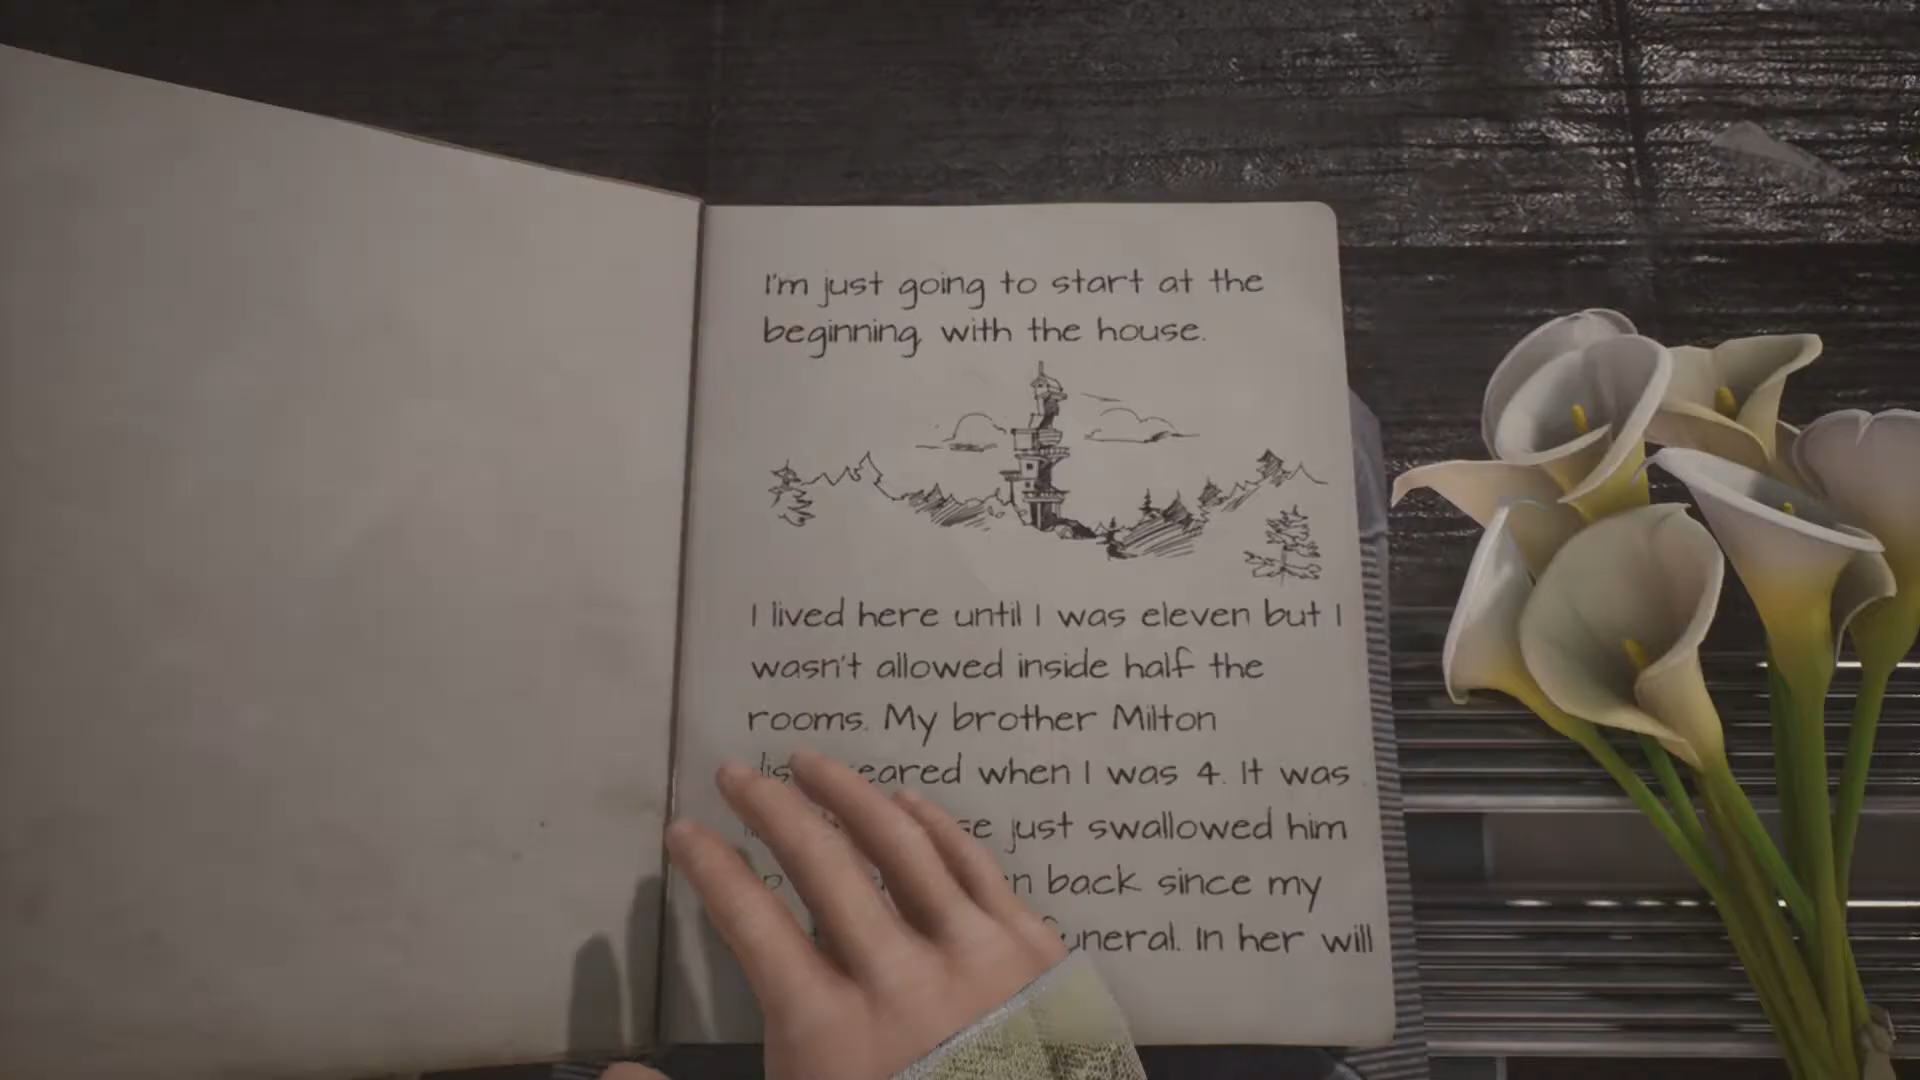 I'm just going to start at the
beginning, with the house.
I lived here until I was eleven but I
wasn't allowed inside half the
rooms. My brother Milton
eared when I was 4. It was
just swallowed him
back since my
funeral. In her will